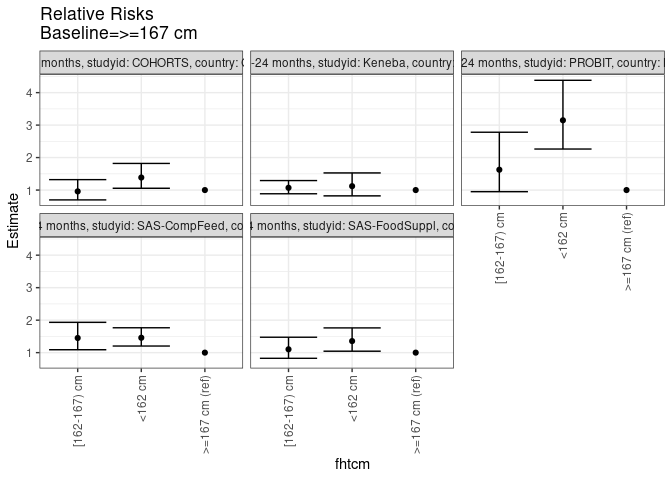 Relative Risks
Baseline=>=167 cm
months, studyid: COHORTS, country:
-24 months, studyid: Keneba, country
24 months, studyid: PROBIT, country:
4
3
2
1
months, studyid: SAS-CompFeed, co
months, studyid: SAS-FoodSuppl, co
4
3
2
1
Estimate
[162-167) cm
<162 cm
>=167 cm (ref)
[162-167) cm
<162 cm
>=167 cm (ref)
[162-167) cm
<162 cm
>=167 cm (ref)
fhtcm